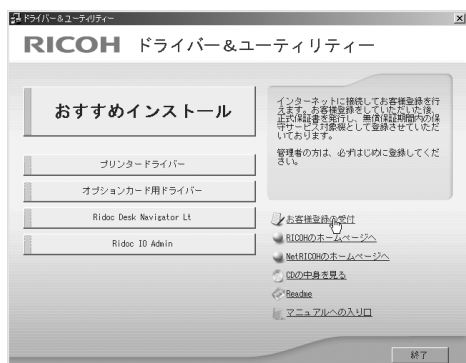 ドライバー&ユーティリティー
RICOH ドライバー&ユーティリティー
おすすめインストール
プリンタードライバー
オプションカード用ドライバー
Ridoc Desk Navigator Lt
Ridoc IO Admin
インターネットに接続してお客様登録を行
えます。お客様登録をしていただいた後、
正式保証書を発行し、無償保証期間内の保
守サービス対象機として登録させていただ
いております。
管理者の方は、必ずはじめに登録してくだ
さい。
お客様登録の受付
RICOHのホームページへ
NetRICOHのホームページへ
CDの中身を見る
Readme
マニュアルへの入り口
終了